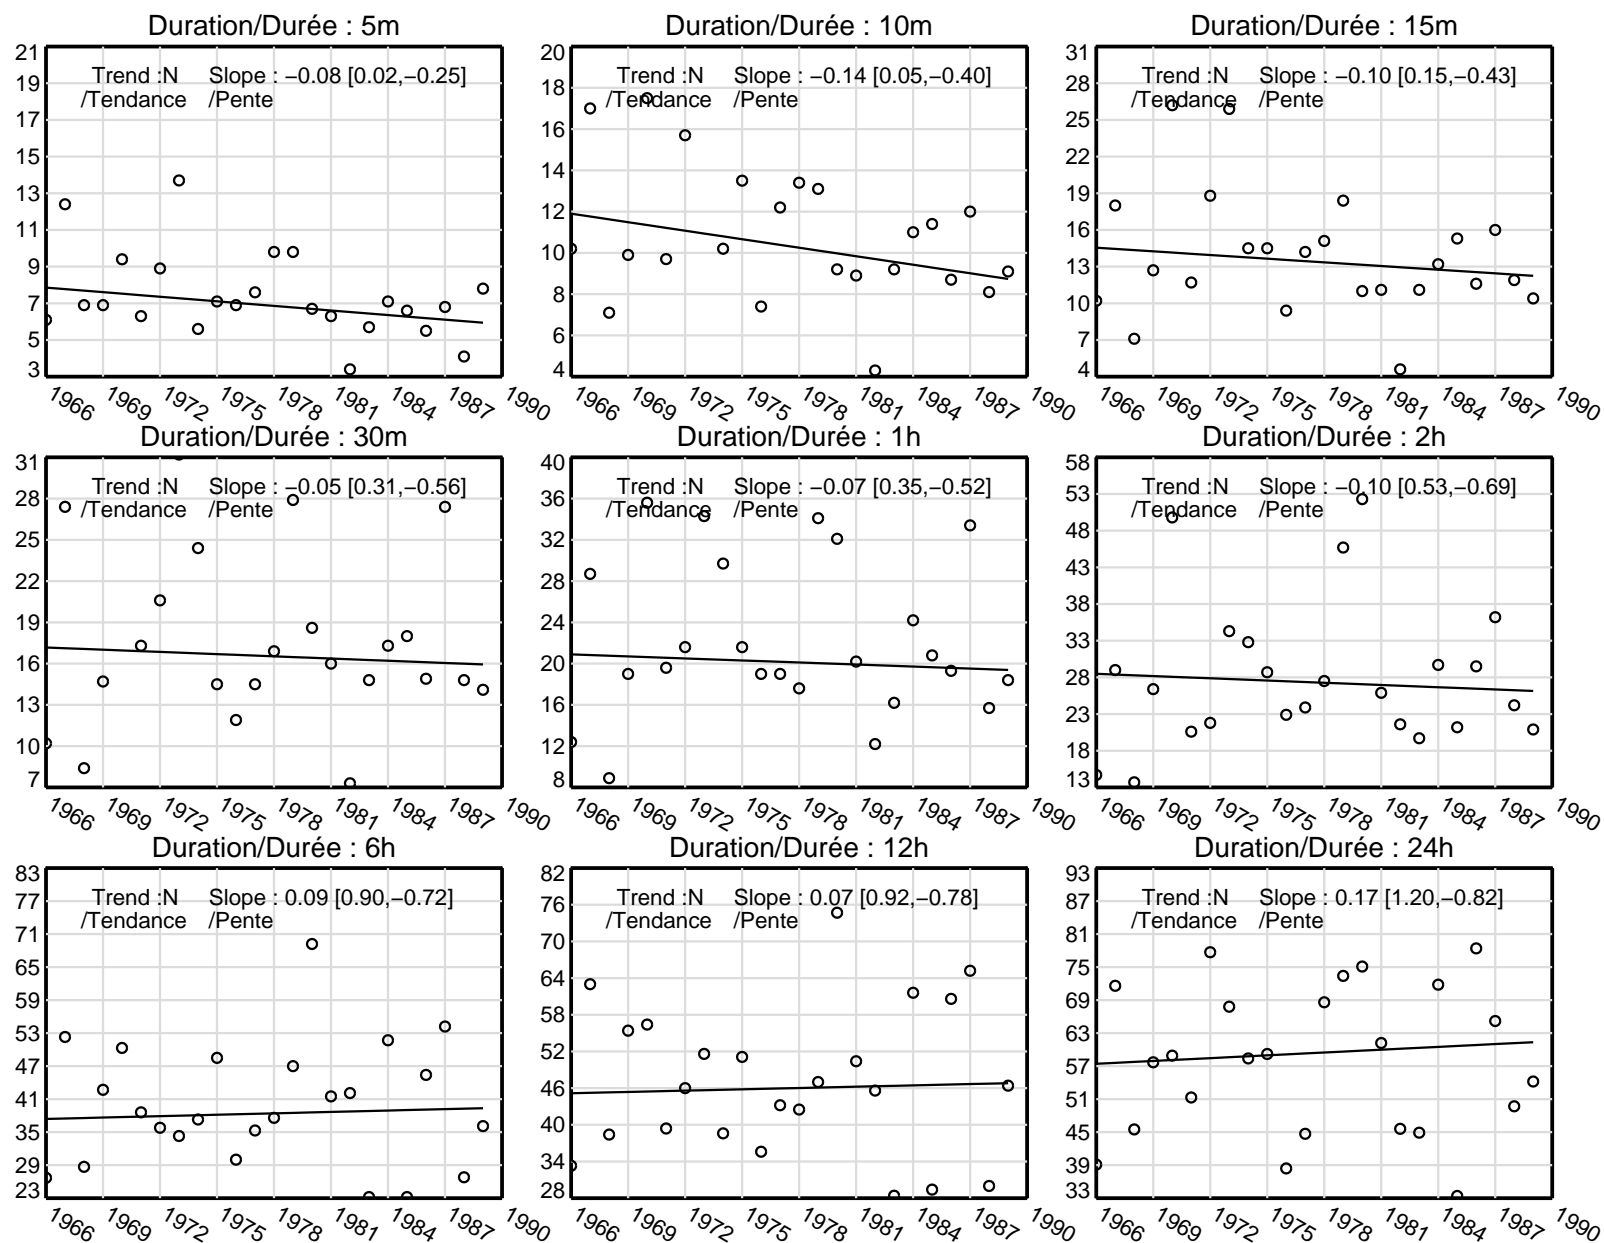 Duration/Durée : 5m
Trend :N Slope : −0.08 [0.02,−0.25]
/Tendance /Pente
21
19
17
15
13
11
9
7
5
3
1966 1969 1972 1975 1978 1981 1984 1987 1990
Duration/Durée : 10m
Trend :N Slope : −0.14 [0.05,−0.40]
/Tendance /Pente
20
18
16
14
12
10
8
6
4
1966 1969 1972 1975 1978 1981 1984 1987 1990
Duration/Durée : 15m
Trend :N Slope : −0.10 [0.15,−0.43]
/Tendance /Pente
31
28
25
22
19
16
13
10
7
4
1966 1969 1972 1975 1978 1981 1984 1987 1990
Duration/Durée : 30m
Trend :N Slope : −0.05 [0.31,−0.56]
/Tendance /Pente
31
28
25
22
19
16
13
10
7
1966 1969 1972 1975 1978 1981 1984 1987 1990
Duration/Durée : 1h
Trend :N Slope : −0.07 [0.35,−0.52]
/Tendance /Pente
40
36
32
28
24
20
16
12
8
1966 1969 1972 1975 1978 1981 1984 1987 1990
Duration/Durée : 2h
Trend :N Slope : −0.10 [0.53,−0.69]
/Tendance /Pente
58
53
48
43
38
33
28
23
18
13
1966 1969 1972 1975 1978 1981 1984 1987 1990
Duration/Durée : 6h
Trend :N Slope : 0.09 [0.90,−0.72]
/Tendance /Pente
83
77
71
65
59
53
47
41
35
29
23
1966 1969 1972 1975 1978 1981 1984 1987 1990
Duration/Durée : 12h
Trend :N Slope : 0.07 [0.92,−0.78]
/Tendance /Pente
82
76
70
64
58
52
46
40
34
28
1966 1969 1972 1975 1978 1981 1984 1987 1990
Duration/Durée : 24h
Trend :N Slope : 0.17 [1.20,−0.82]
/Tendance /Pente
93
87
81
75
69
63
57
51
45
39
33
1966 1969 1972 1975 1978 1981 1984 1987 1990